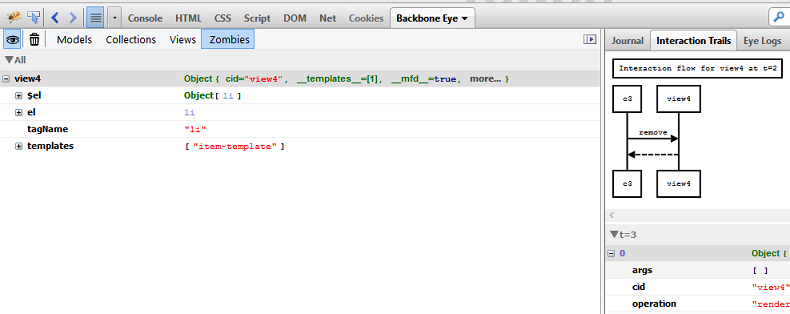 Console HTML CSS Script DOM Net Cookies Backbone Eye
Models Collections Views Zombies
All
view4 Object { cid="view4", __templates__=[1], __mfd__=true, more... }
$el Object[ li ]
el li
tagName "li"
templates [ "item-template" ]
Journal Interaction Trails Eye Logs
Interaction flow for view4 at t=2
c3 view4
remove
c3 view4
t=3
0 Object {
args [ ]
cid "view4"
operation "render